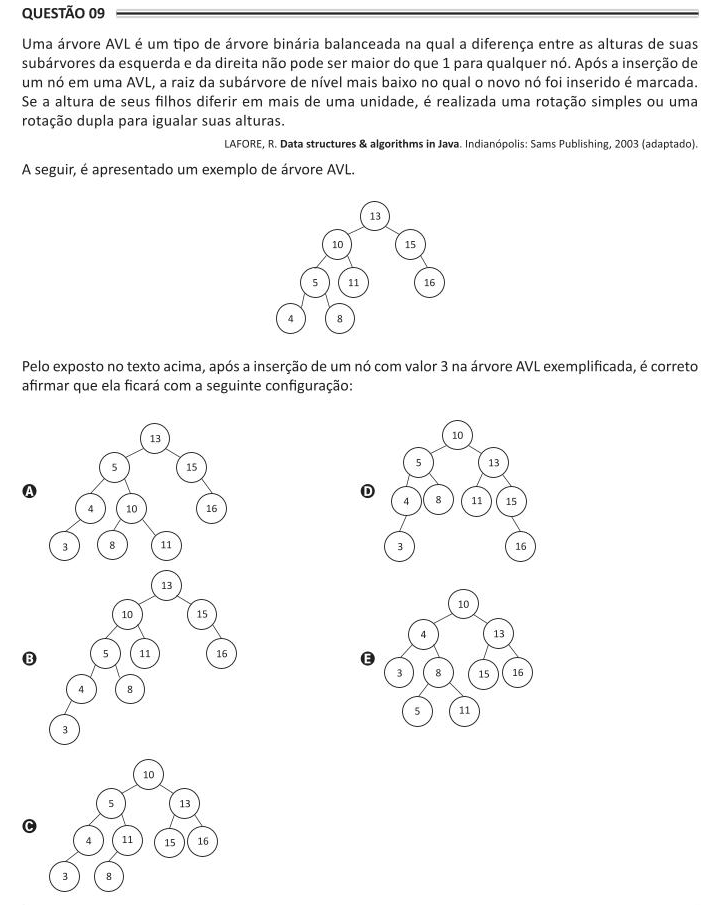 QUESTÃO 09
Uma árvore AVL é um tipo de árvore binária balanceada na qual a diferença entre as alturas de suas
subárvores da esquerda e da direita não pode ser maior do que 1 para qualquer nó. Após a inserção de
um nó em uma AVL, a raiz da subárvore de nível mais baixo no qual o novo nó foi inserido é marcada.
Se a altura de seus filhos diferir em mais de uma unidade, é realizada uma rotação simples ou uma
rotação dupla para igualar suas alturas.
LAFORE, R. Data structures & algorithms in Java. Indianópolis: Sams Publishing, 2003 (adaptado).
A seguir, é apresentado um exemplo de árvore AVL.
13
10 15
5 11 16
4 8
Pelo exposto no texto acima, após a inserção de um nó com valor 3 na árvore AVL exemplificada, é correto
afirmar que ela ficará com a seguinte configuração:
A
13
5 15
4 10 16
3 8 11
B
13
10 15
5 11 16
4 8
3
C
10
5 13
4 11 15 16
3 8
D
10
5 13
4 8 11 15
3 16
E
10
4 13
3 8 15 16
5 11